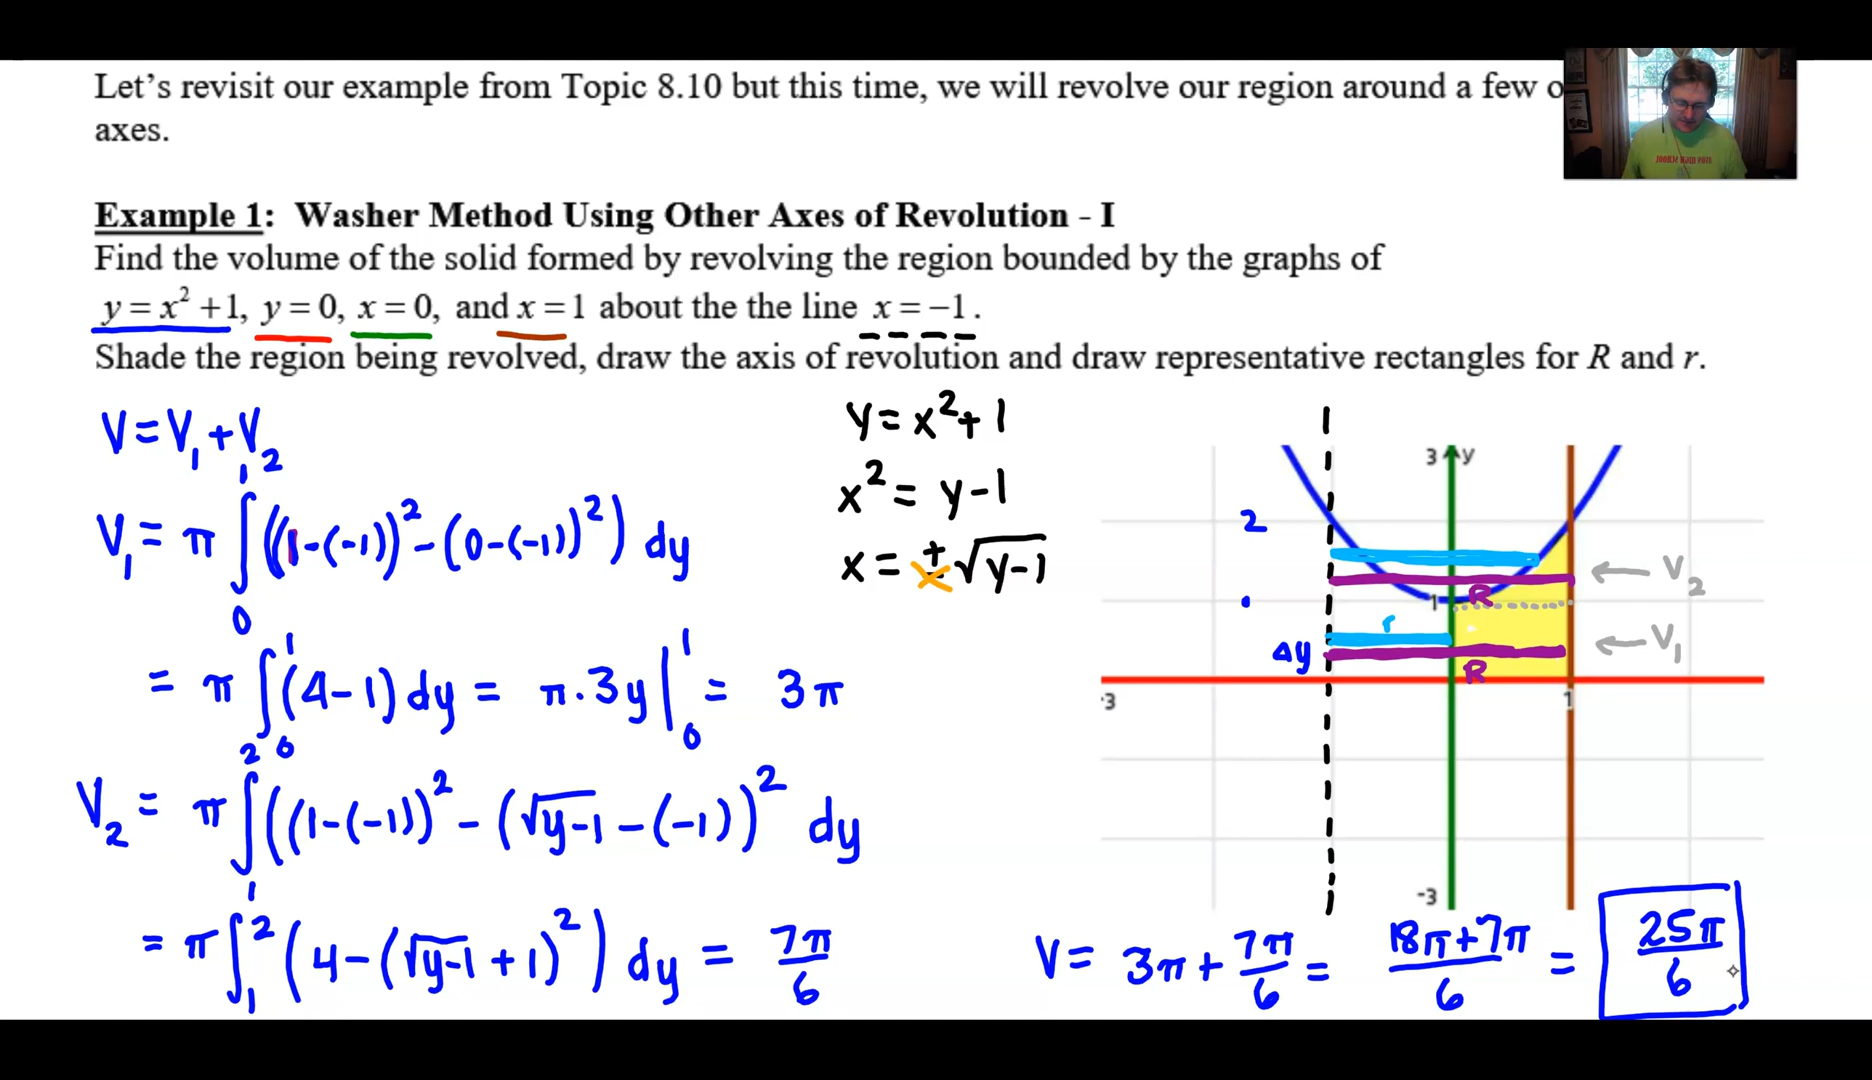 Let’s revisit our example from Topic 8.10 but this time, we will revolve our region around a few o
axes.
Example 1: Washer Method Using Other Axes of Revolution - I
Find the volume of the solid formed by revolving the region bounded by the graphs of
y = x² + 1, y = 0, x = 0, and x = 1 about the the line x = −1.
Shade the region being revolved, draw the axis of revolution and draw representative rectangles for R and r.
V = V₁ + V₂
V₁ = π ∫₀¹ ((1-(-1))² - (0-(-1))²) dy
= π ∫₀¹ (4-1) dy = π · 3y |₀¹ = 3π
V₂ = π ∫₁² ((1-(-1))² - (√(y-1) - (-1))² dy
= π ∫₁² (4 - (√(y-1) + 1)²) dy = 7π/6
y = x² + 1
x² = y - 1
x = ± √(y-1)
3 y
2
V₂
R
1
r
V₁
Δy
R
-3 1
-3
V = 3π + 7π/6 = (18π + 7π)/6 = 25π/6